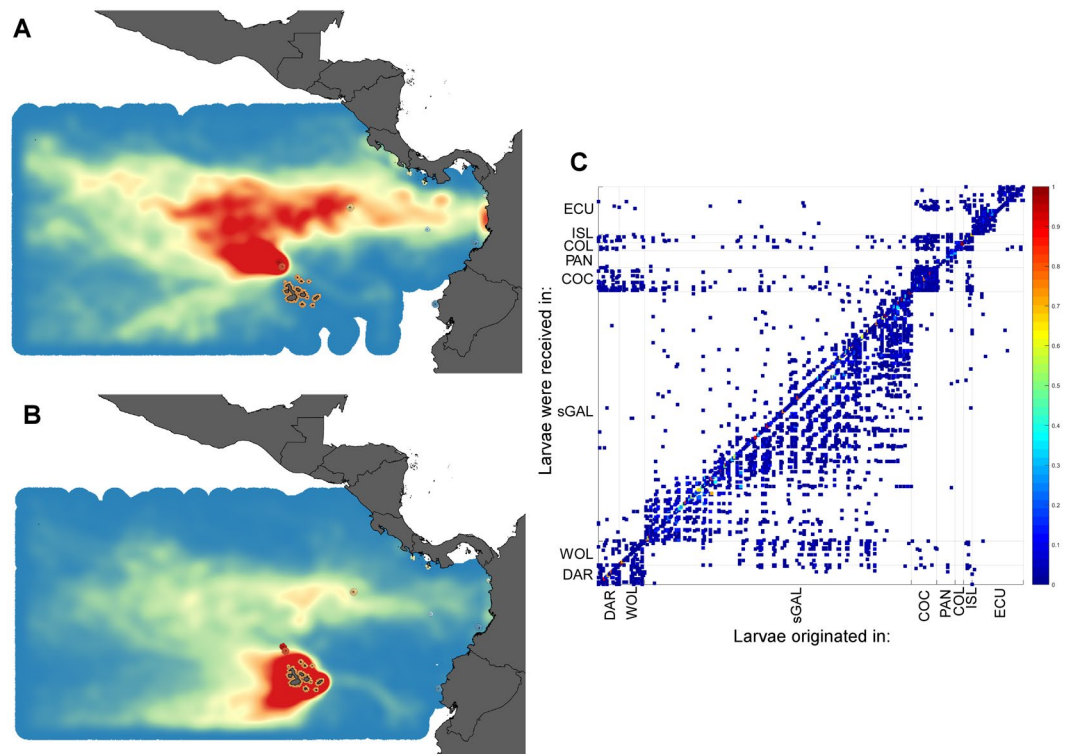 A
B
C
Larvae were received in:
ECU
ISL
COL
PAN
COC
sGAL
WOL
DAR
DAR
WOL
sGAL
COC
PAN
COL
ISL
ECU
Larvae originated in:
1
0.9
0.8
0.7
0.6
0.5
0.4
0.3
0.2
0.1
0